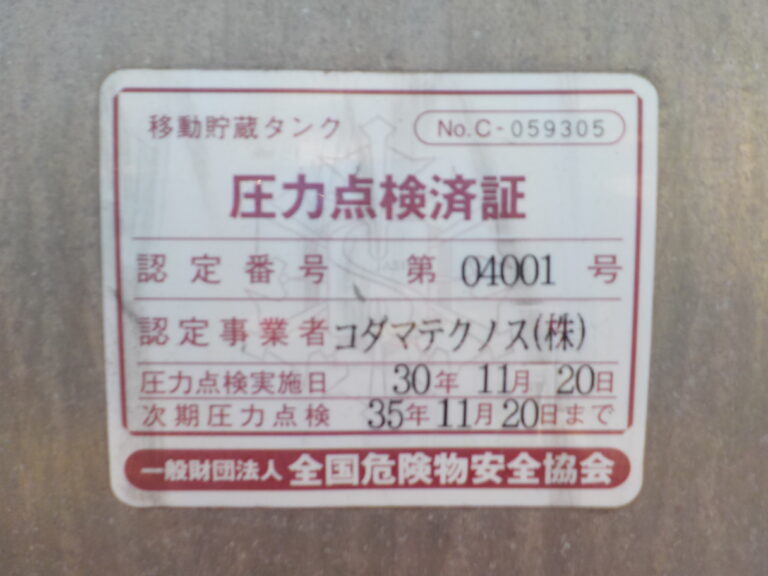 移動貯蔵タンク No.C-059305
圧力点検済証
認定番号 第 04001 号
認定事業者 コダマテクノス(株)
圧力点検実施日 30年 11月 20日
次期圧力点検 35年11月20日まで
一般財団法人 全国危険物安全協会